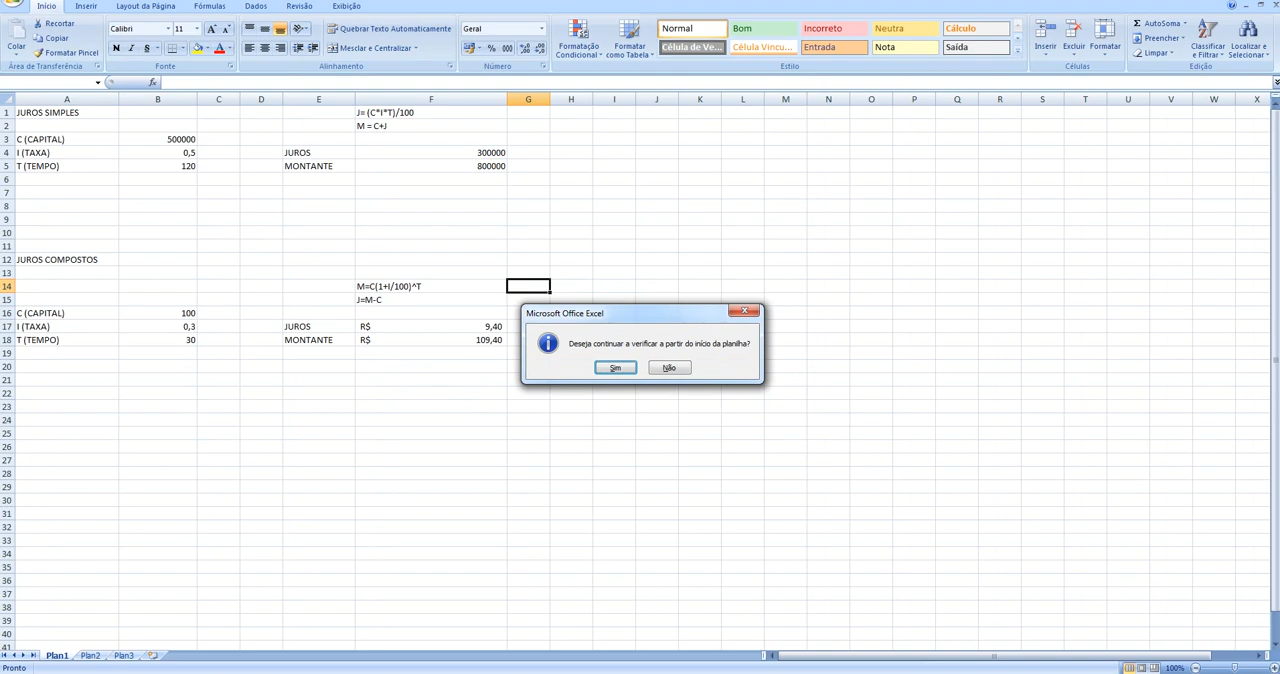 Início Inserir Layout da Página Fórmulas Dados Revisão Exibição
Colar
Recortar
Copiar
Formatar Pincel
Área de Transferência
Calibri 11
N I S
Fonte
Quebrar Texto Automaticamente
Mesclar e Centralizar
Alinhamento
Geral
% 000
Número
Formatação Condicional
Formatar como Tabela
Normal Bom Incorreto Neutra Cálculo
Célula de Ve... Célula Vincu... Entrada Nota Saída
Estilo
Inserir Excluir Formatar
Células
AutoSoma
Preencher
Limpar
Classificar e Filtrar
Localizar e Selecionar
Edição
fx
A B C D E F G H I J K L M N O P Q R S T U V W X
1 JUROS SIMPLES J= (C*I*T)/100
2 M = C+J
3 C (CAPITAL) 500000
4 I (TAXA) 0,5 JUROS 300000
5 T (TEMPO) 120 MONTANTE 800000
6
7
8
9
10
11
12 JUROS COMPOSTOS
13
14 M=C(1+I/100)^T
15 J=M-C
16 C (CAPITAL) 100
17 I (TAXA) 0,3 JUROS R$ 9,40
18 T (TEMPO) 30 MONTANTE R$ 109,40
19
20
21
22
23
24
25
26
27
28
29
30
31
32
33
34
35
36
37
38
39
40
41
Microsoft Office Excel
Deseja continuar a verificar a partir do início da planilha?
Sim Não
Plan1 Plan2 Plan3
Pronto 100%